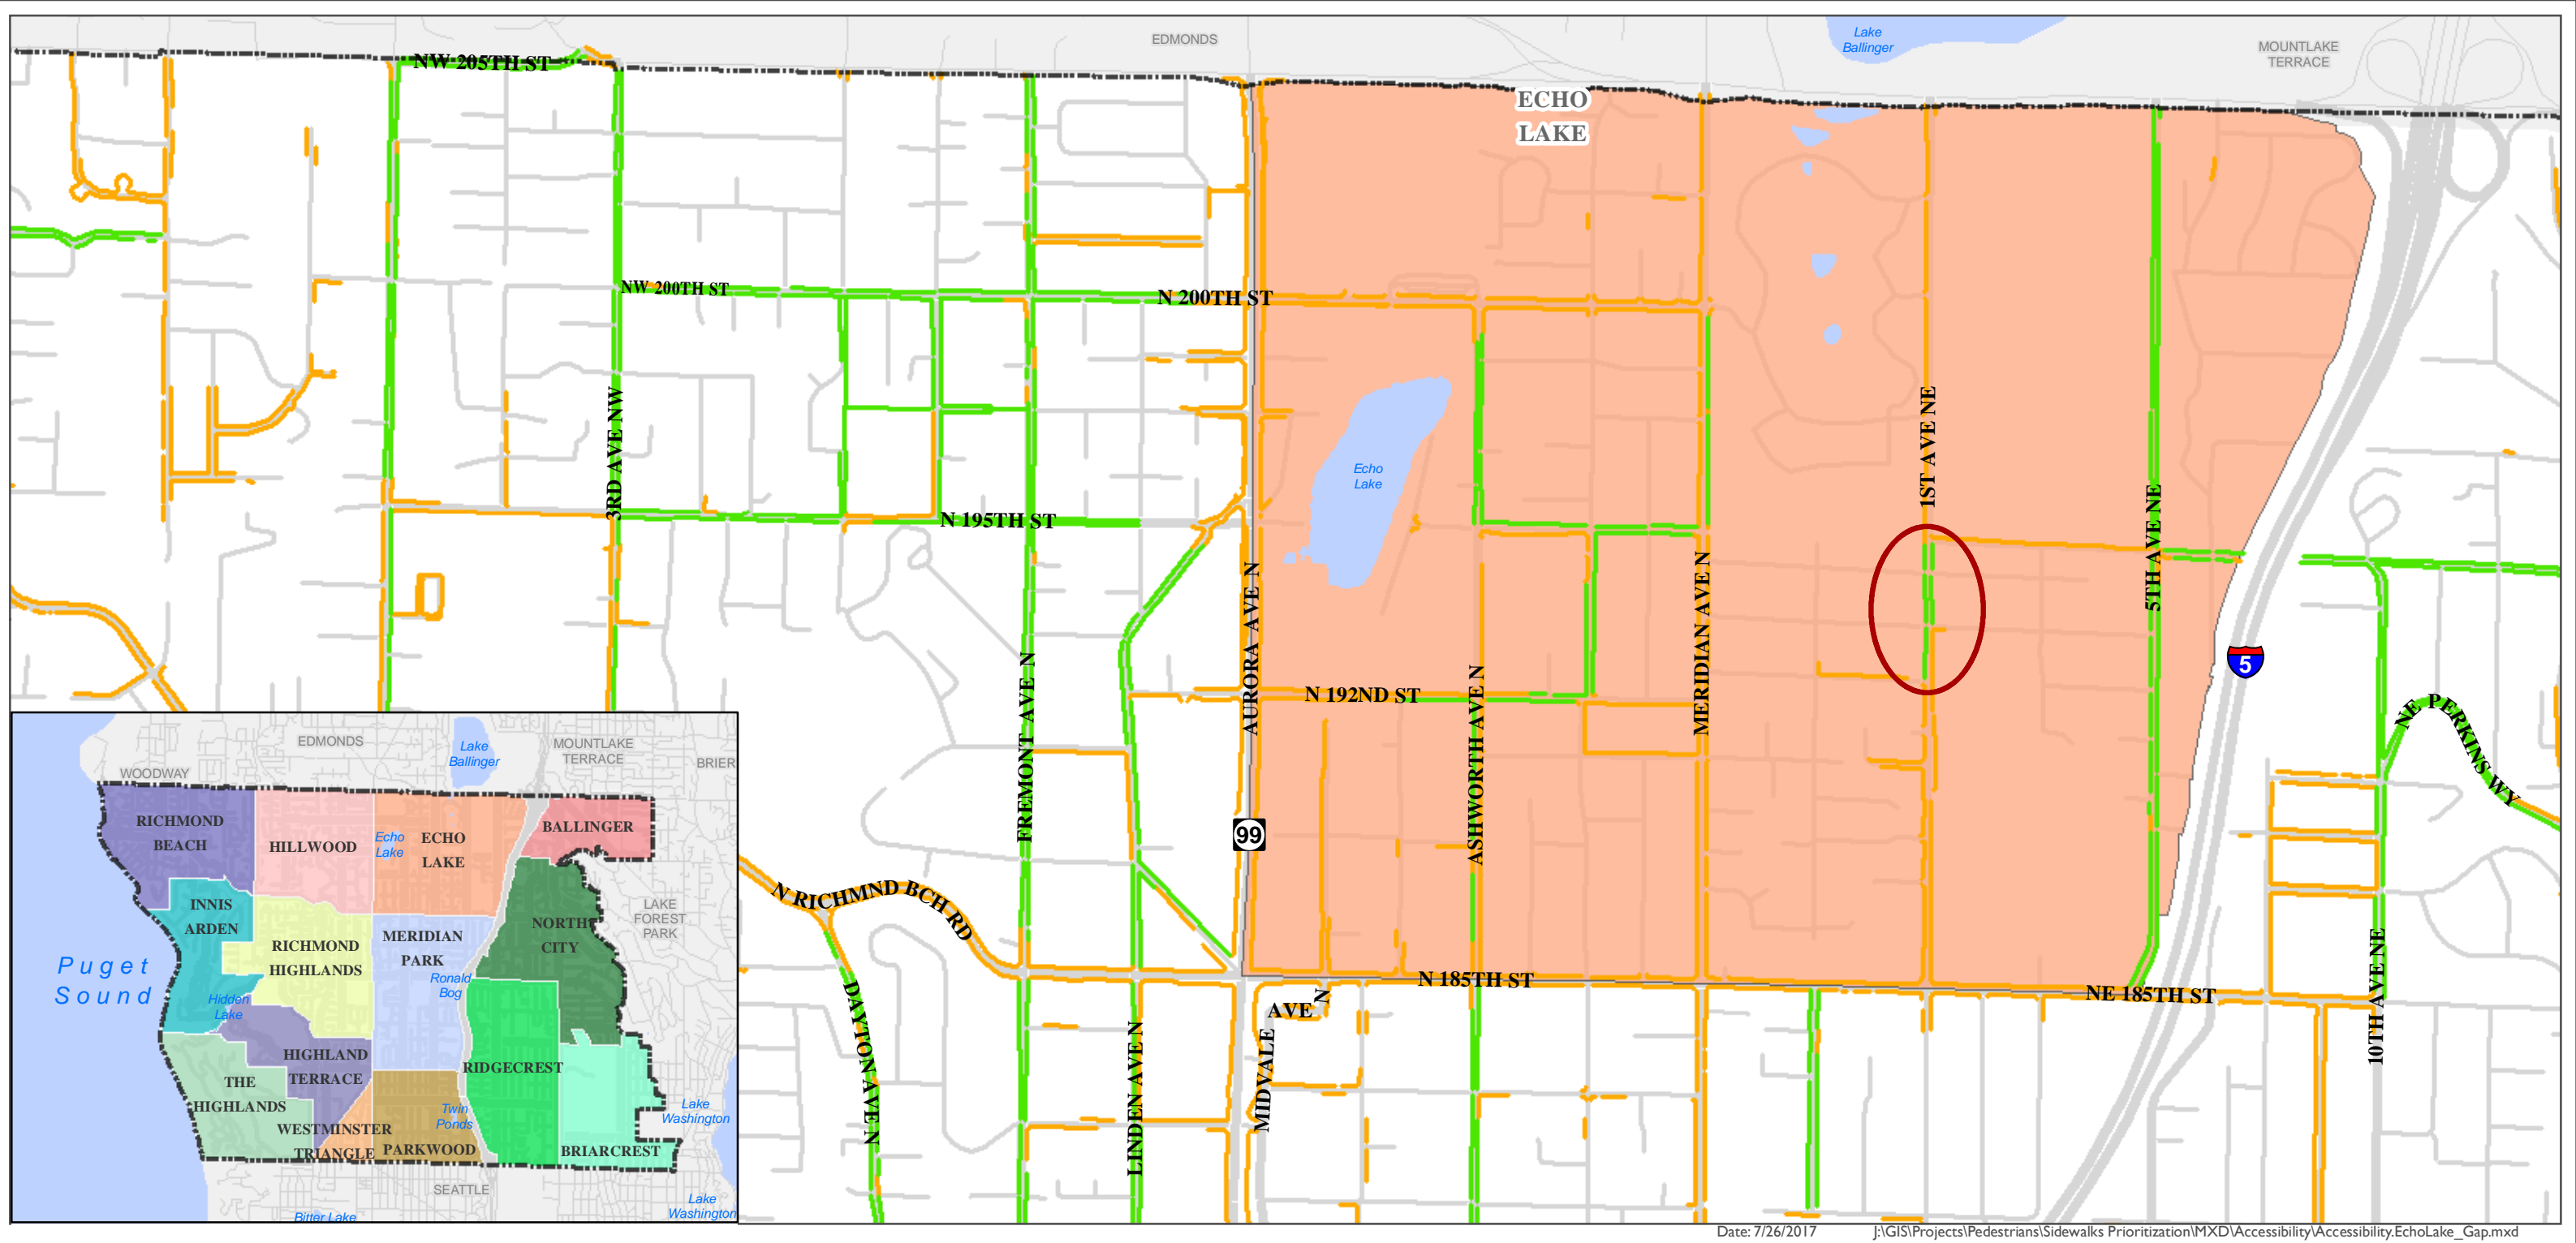 EDMONDS
Lake
Ballinger
MOUNTLAKE
TERRACE
NW 205TH ST
ECHO
LAKE
NW 200TH ST
N 200TH ST
3RD AVE NW
1ST AVE NE
Echo
Lake
5TH AVE NE
N 195TH ST
AURORA AVE N
MERIDIAN AVE N
5
FREMONT AVE N
N 192ND ST
ASHWORTH AVE N
NE PERKINS WY
99
N RICHMND BCH RD
N 185TH ST
NE 185TH ST
10TH AVE NE
DAYTON AVE N
LINDEN AVE N
MIDVALE
AVE
N
EDMONDS
Lake
Ballinger
MOUNTLAKE
TERRACE
BRIER
WOODWAY
RICHMOND
BEACH
HILLWOOD
Echo
Lake
ECHO
LAKE
BALLINGER
INNIS
ARDEN
RICHMOND
HIGHLANDS
MERIDIAN
PARK
NORTH
CITY
LAKE
FOREST
PARK
Puget
Sound
Ronald
Bog
Hidden
Lake
HIGHLAND
TERRACE
RIDGECREST
THE
HIGHLANDS
WESTMINSTER
TRIANGLE
Twin
Ponds
PARKWOOD
BRIARCREST
Lake
Washington
SEATTLE
Lake
Washington
Bitter Lake
Date: 7/26/2017
J:\GIS\Projects\Pedestrians\Sidewalks Prioritization\MXD\Accessibility\Accessibility.EchoLake_Gap.mxd